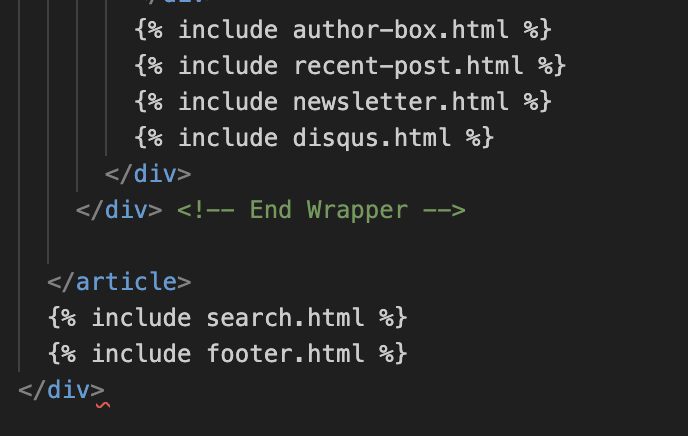 </div>
{% include author-box.html %}
{% include recent-post.html %}
{% include newsletter.html %}
{% include disqus.html %}
</div>
</div> <!-- End Wrapper -->
</article>
{% include search.html %}
{% include footer.html %}
</div>